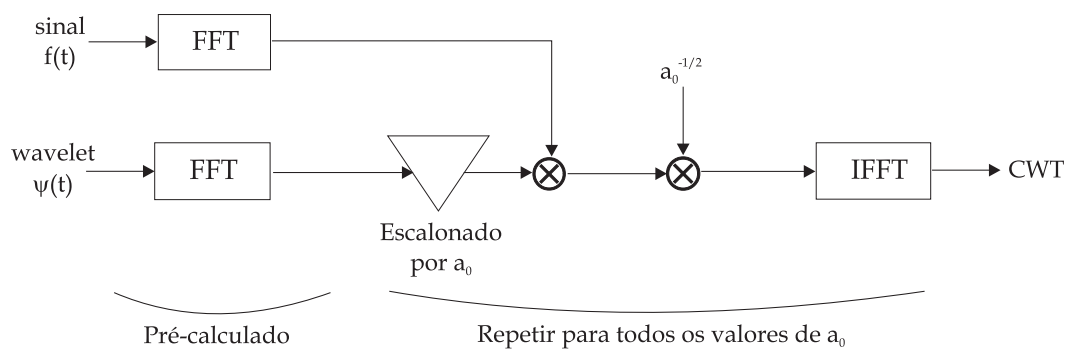 sinal
f(t)
FFT
a₀⁻¹/²
wavelet
ψ(t)
FFT
IFFT
CWT
Escalonado
por a₀
Pré-calculado
Repetir para todos os valores de a₀